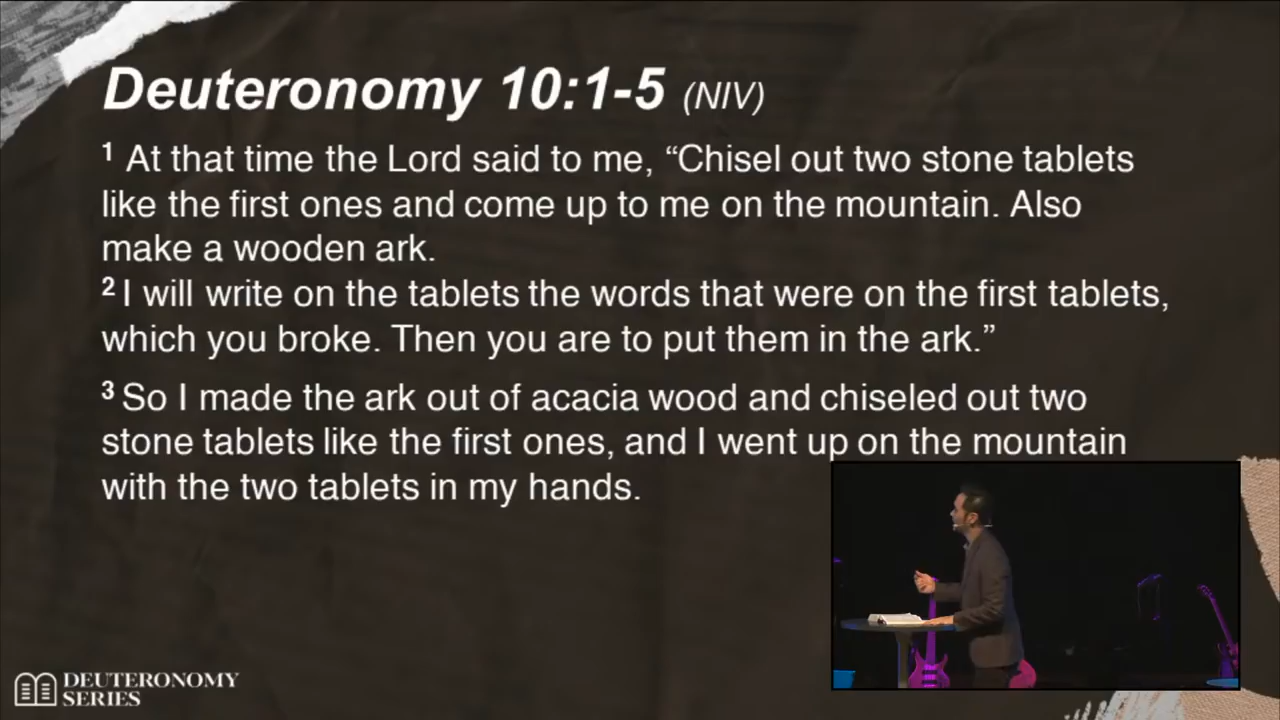 Deuteronomy 10:1-5 (NIV)
1 At that time the Lord said to me, “Chisel out two stone tablets
like the first ones and come up to me on the mountain. Also
make a wooden ark.
2 I will write on the tablets the words that were on the first tablets,
which you broke. Then you are to put them in the ark.”
3 So I made the ark out of acacia wood and chiseled out two
stone tablets like the first ones, and I went up on the mountain
with the two tablets in my hands.
DEUTERONOMY
SERIES